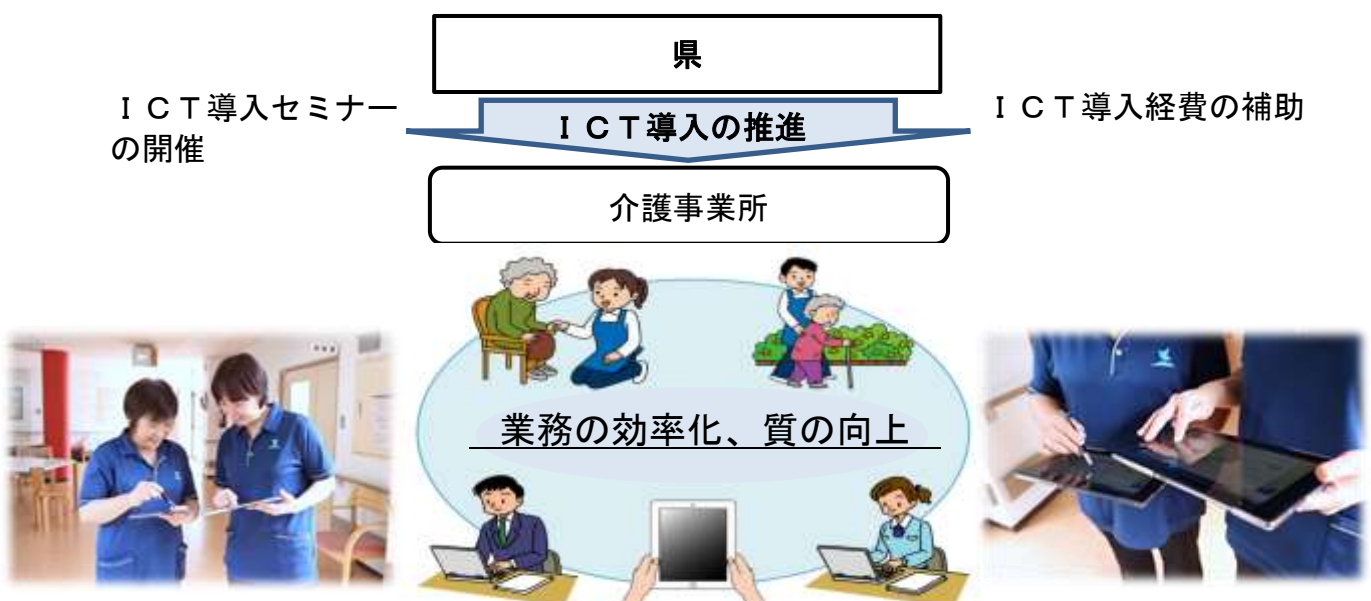 県
ＩＣＴ導入セミナー
の開催
ＩＣＴ導入の推進
ＩＣＴ導入経費の補助
介護事業所
業務の効率化、質の向上